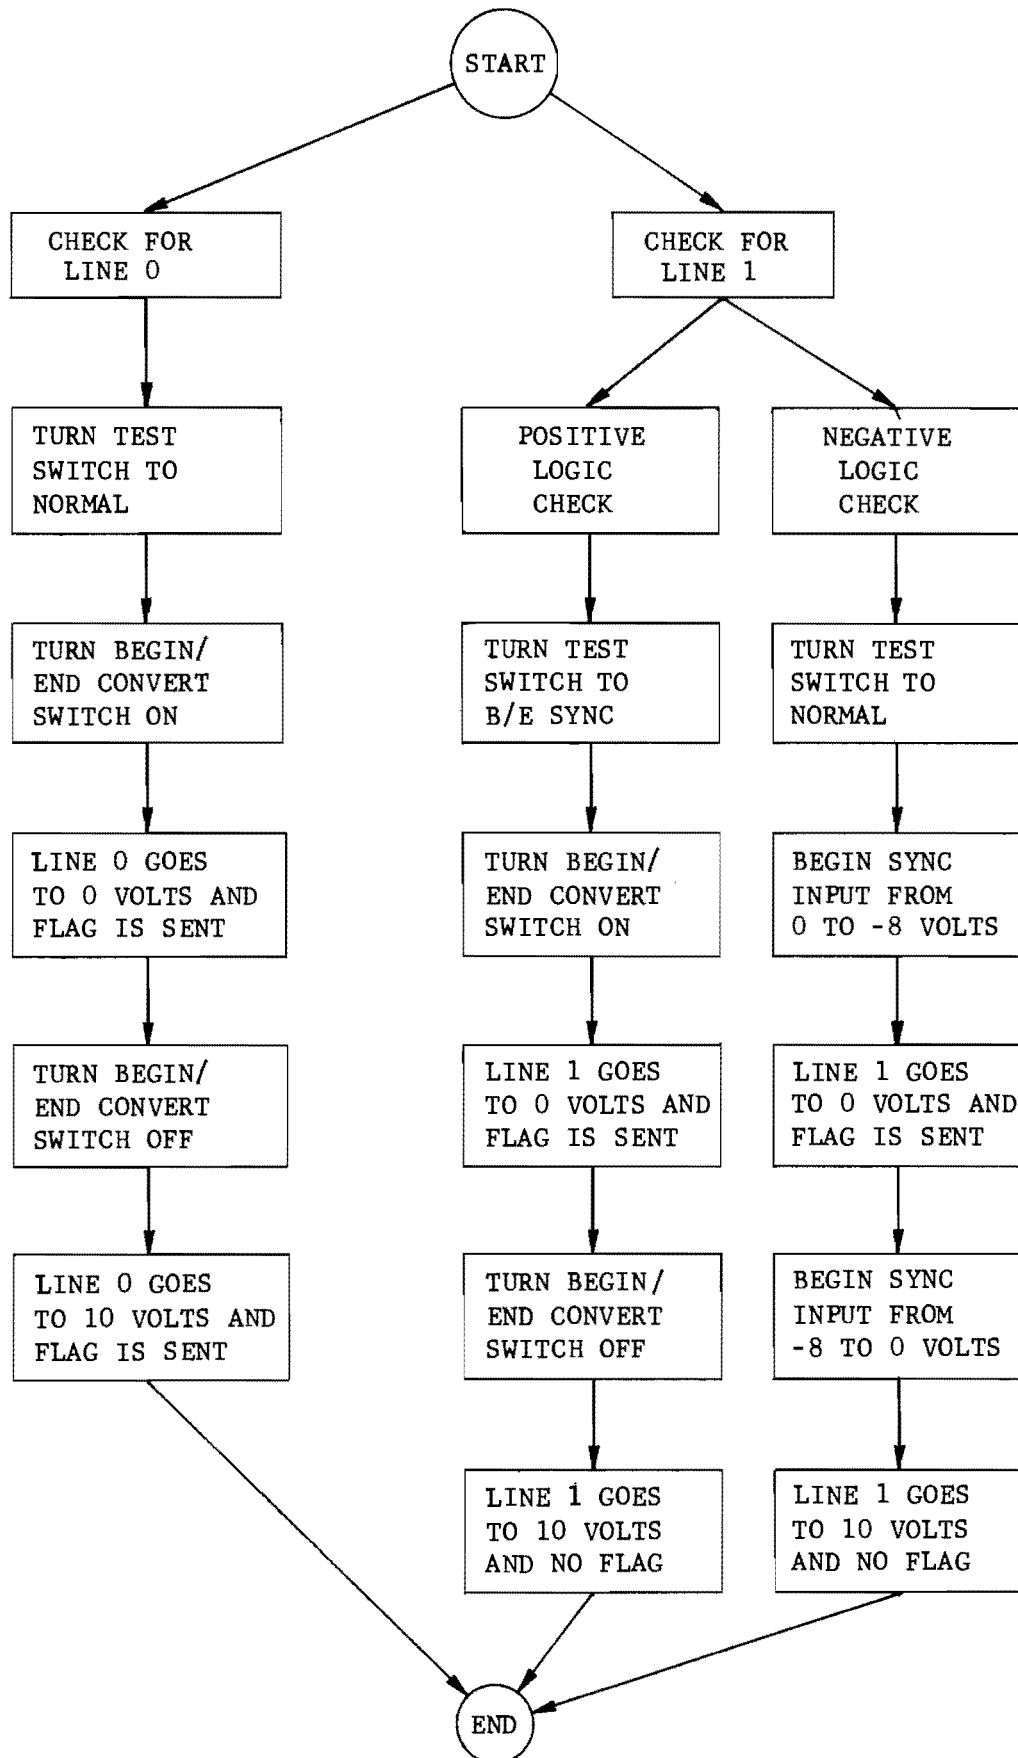 START
CHECK FOR
LINE 0
TURN TEST
SWITCH TO
NORMAL
TURN BEGIN/
END CONVERT
SWITCH ON
LINE 0 GOES
TO 0 VOLTS AND
FLAG IS SENT
TURN BEGIN/
END CONVERT
SWITCH OFF
LINE 0 GOES
TO 10 VOLTS AND
FLAG IS SENT
CHECK FOR
LINE 1
POSITIVE
LOGIC
CHECK
TURN TEST
SWITCH TO
B/E SYNC
TURN BEGIN/
END CONVERT
SWITCH ON
LINE 1 GOES
TO 0 VOLTS AND
FLAG IS SENT
TURN BEGIN/
END CONVERT
SWITCH OFF
LINE 1 GOES
TO 10 VOLTS
AND NO FLAG
NEGATIVE
LOGIC
CHECK
TURN TEST
SWITCH TO
NORMAL
BEGIN SYNC
INPUT FROM
0 TO -8 VOLTS
LINE 1 GOES
TO 0 VOLTS AND
FLAG IS SENT
BEGIN SYNC
INPUT FROM
-8 TO 0 VOLTS
LINE 1 GOES
TO 10 VOLTS
AND NO FLAG
END